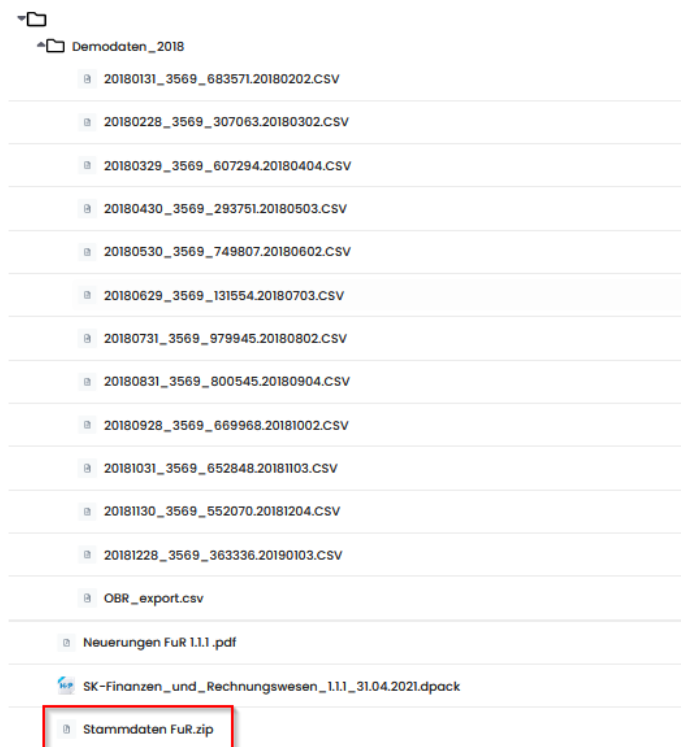 Demodaten_2018
20180131_3569_683571.20180202.CSV
20180228_3569_307063.20180302.CSV
20180329_3569_607294.20180404.CSV
20180430_3569_293751.20180503.CSV
20180530_3569_749807.20180602.CSV
20180629_3569_131554.20180703.CSV
20180731_3569_979945.20180802.CSV
20180831_3569_800545.20180904.CSV
20180928_3569_669968.20181002.CSV
20181031_3569_652848.20181103.CSV
20181130_3569_552070.20181204.CSV
20181228_3569_363336.20190103.CSV
OBR_export.csv
Neuerungen FuR 1.1.1 .pdf
SK-Finanzen_und_Rechnungswesen_1.1.1_31.04.2021.dpack
Stammdaten FuR.zip